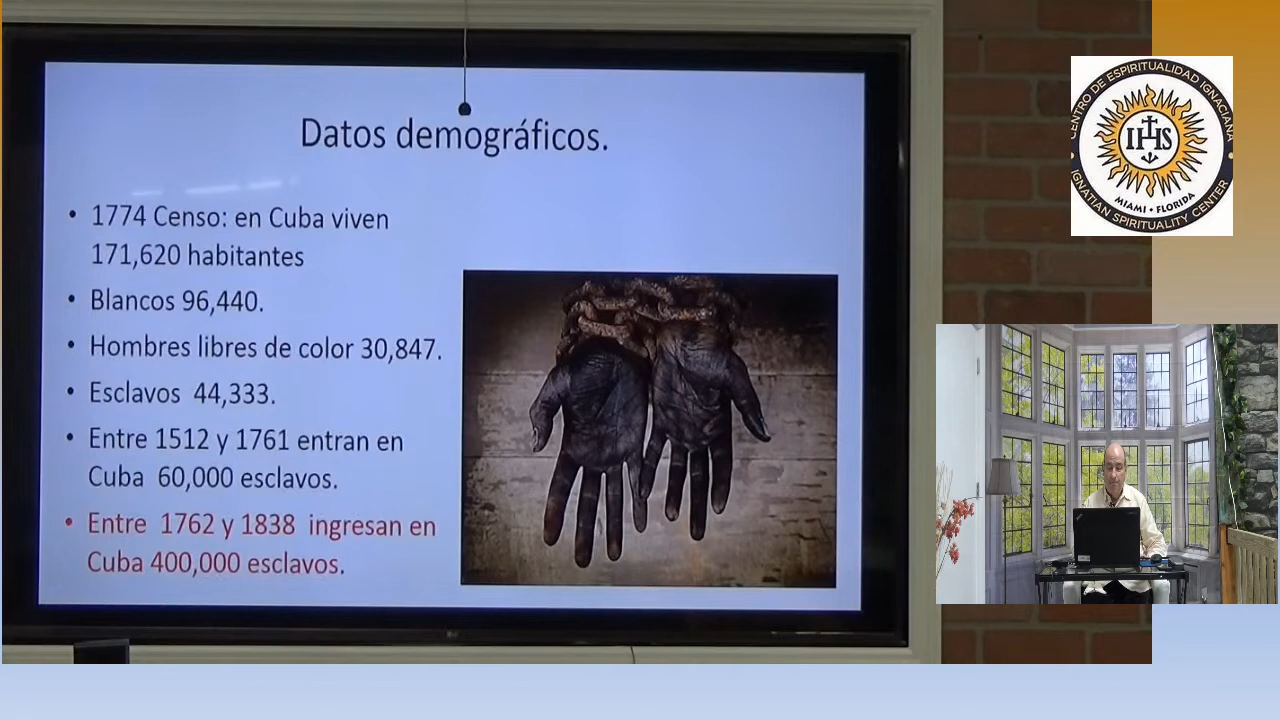 Datos demográficos.
• 1774 Censo: en Cuba viven
171,620 habitantes
• Blancos 96,440.
• Hombres libres de color 30,847.
• Esclavos 44,333.
• Entre 1512 y 1761 entran en
Cuba 60,000 esclavos.
• Entre 1762 y 1838 ingresan en
Cuba 400,000 esclavos.
CENTRO DE ESPIRITUALIDAD IGNACIANA
IHS
MIAMI • FLORIDA
IGNATIAN SPIRITUALITY CENTER